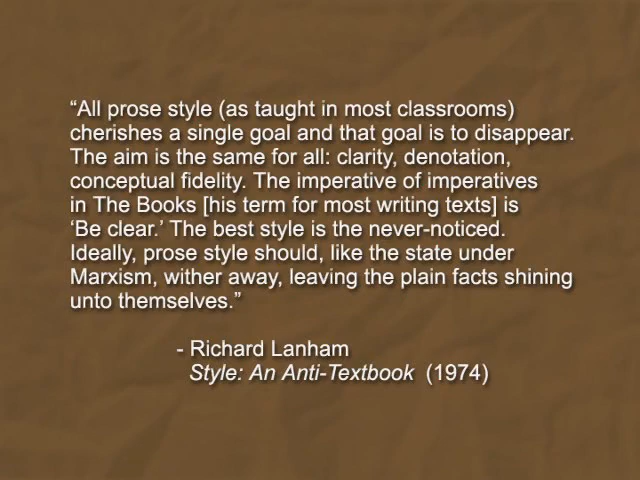 “All prose style (as taught in most classrooms)
cherishes a single goal and that goal is to disappear.
The aim is the same for all: clarity, denotation,
conceptual fidelity. The imperative of imperatives
in The Books [his term for most writing texts] is
‘Be clear.’ The best style is the never-noticed.
Ideally, prose style should, like the state under
Marxism, wither away, leaving the plain facts shining
unto themselves.”
- Richard Lanham
Style: An Anti-Textbook (1974)